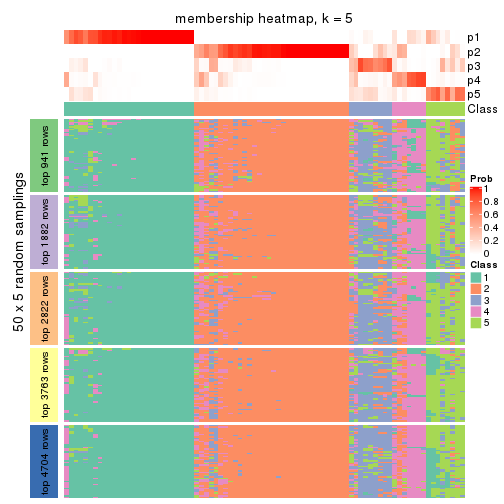 membership heatmap, k = 5
p1
p2
p3
p4
p5
Class
50 x 5 random samplings
top 941 rows
top 1882 rows
top 2822 rows
top 3763 rows
top 4704 rows
Prob
1
0.8
0.6
0.4
0.2
0
Class
1
2
3
4
5